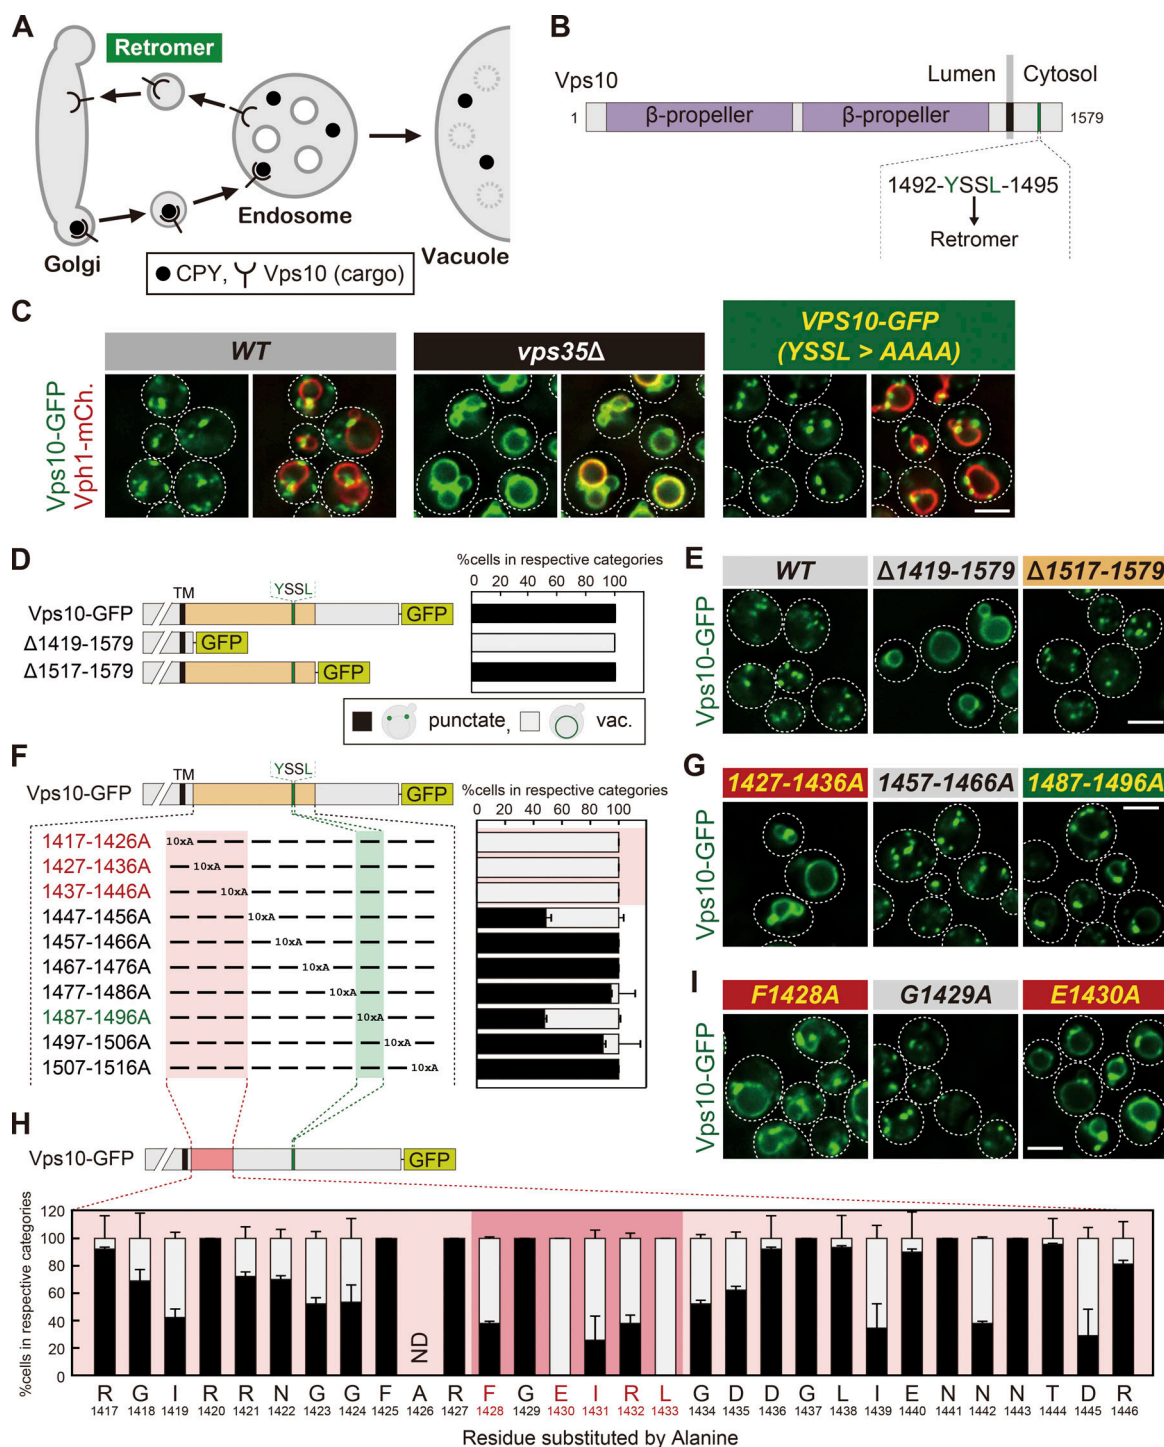 A
Retromer
Golgi
Endosome
Vacuole
CPY, Vps10 (cargo)
B
Vps10
Lumen
Cytosol
1
β-propeller
β-propeller
1579
1492-YSSL-1495
Retromer
C
WT
vps35Δ
VPS10-GFP
(YSSL > AAAA)
Vps10-GFP
Vph1-mCh.
D
%cells in respective categories
0 20 40 60 80 100
TM
YSSL
Vps10-GFP
GFP
Δ1419-1579
GFP
Δ1517-1579
GFP
punctate, vac.
E
WT
Δ1419-1579
Δ1517-1579
Vps10-GFP
F
TM
YSSL
Vps10-GFP
GFP
%cells in respective categories
0 20 40 60 80 100
1417-1426A
10xA
1427-1436A
10xA
1437-1446A
10xA
1447-1456A
10xA
1457-1466A
10xA
1467-1476A
10xA
1477-1486A
10xA
1487-1496A
10xA
1497-1506A
10xA
1507-1516A
10xA
G
1427-1436A
1457-1466A
1487-1496A
Vps10-GFP
I
F1428A
G1429A
E1430A
Vps10-GFP
H
Vps10-GFP
GFP
%cells in respective categories
120
100
80
60
40
20
0
ND
R G I R R N G G F A R F G E I R L G D D G L I E N N N T D R
1417 1418 1419 1420 1421 1422 1423 1424 1425 1426 1427 1428 1429 1430 1431 1432 1433 1434 1435 1436 1437 1438 1439 1440 1441 1442 1443 1444 1445 1446
Residue substituted by Alanine